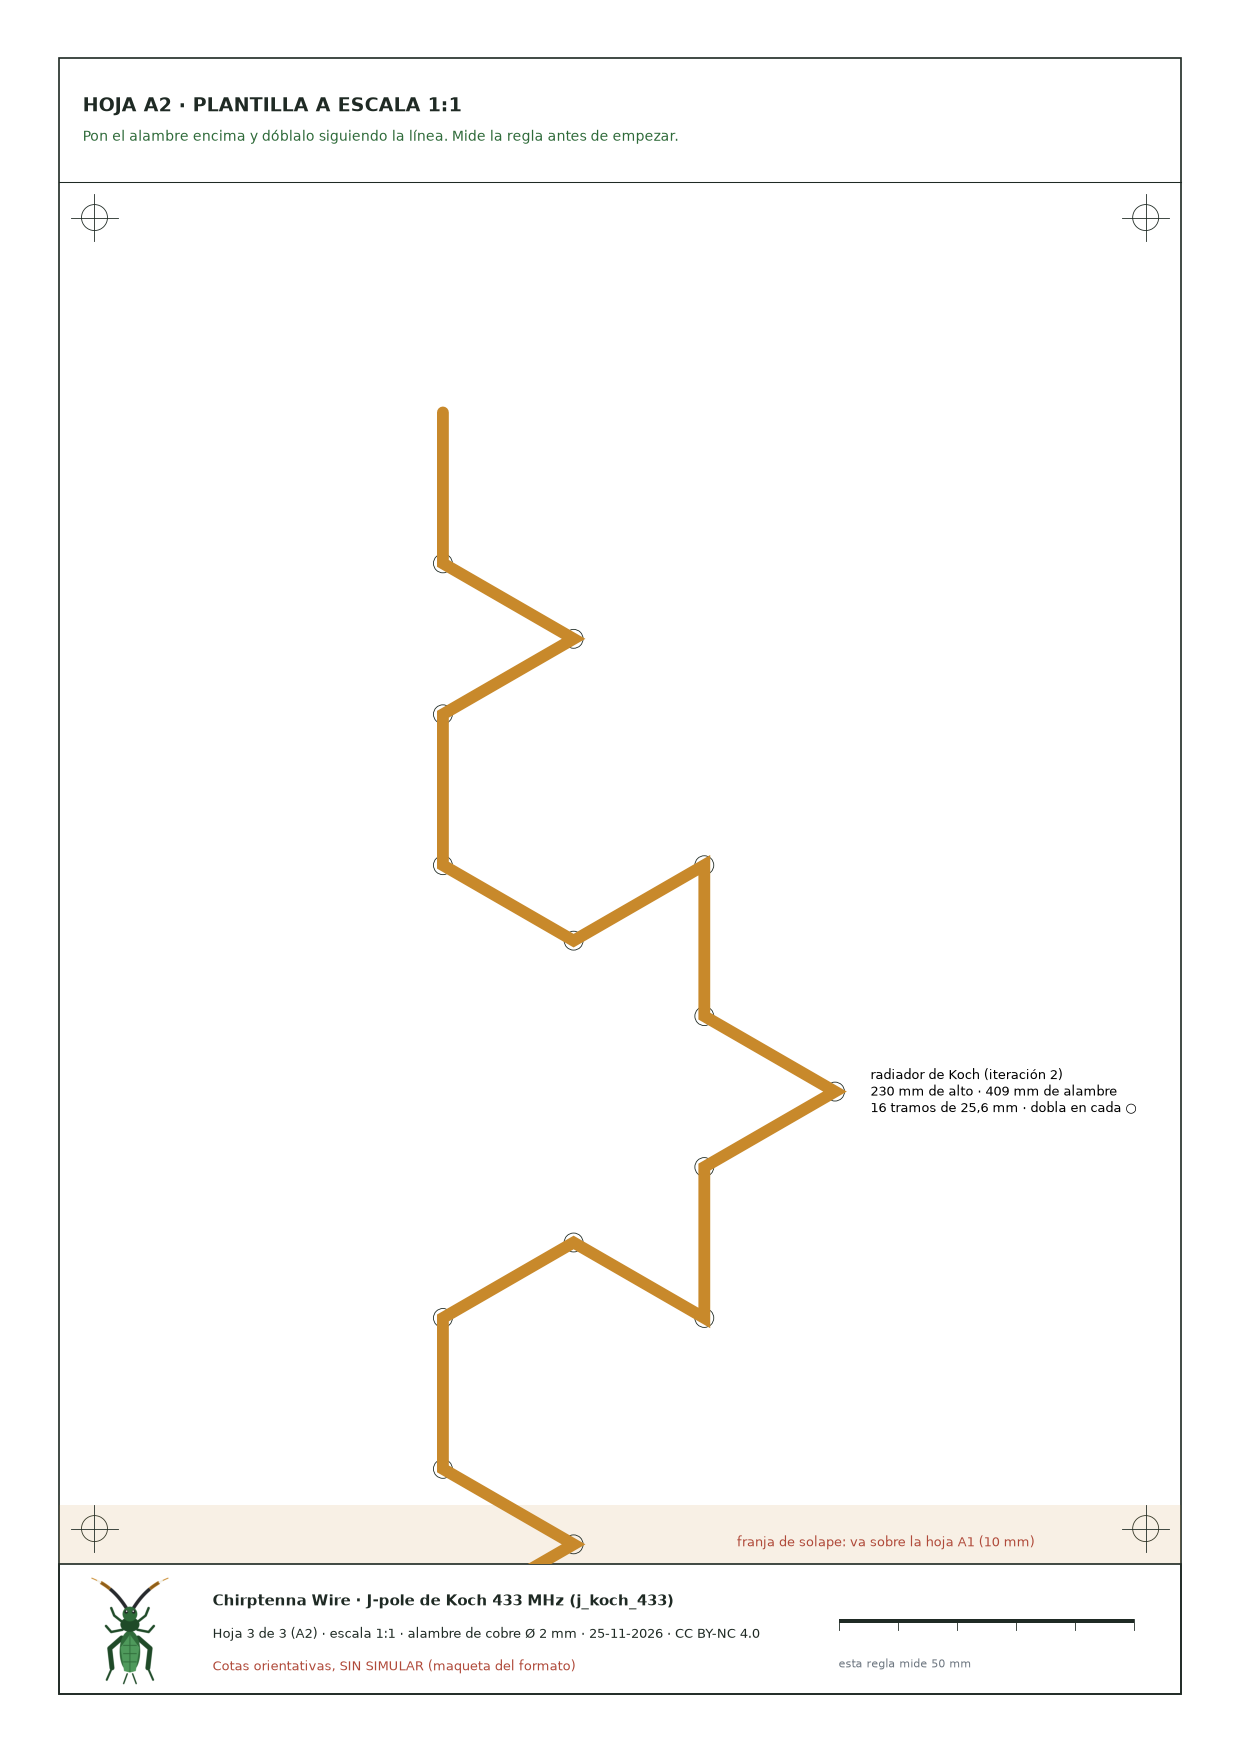 HOJA A2 · PLANTILLA A ESCALA 1:1
Pon el alambre encima y dóblalo siguiendo la línea. Mide la regla antes de empezar.
radiador de Koch (iteración 2)
230 mm de alto · 409 mm de alambre
16 tramos de 25,6 mm · dobla en cada ○
franja de solape: va sobre la hoja A1 (10 mm)
Chirptenna Wire · J-pole de Koch 433 MHz (j_koch_433)
Hoja 3 de 3 (A2) · escala 1:1 · alambre de cobre Ø 2 mm · 25-11-2026 · CC BY-NC 4.0
Cotas orientativas, SIN SIMULAR (maqueta del formato)
esta regla mide 50 mm